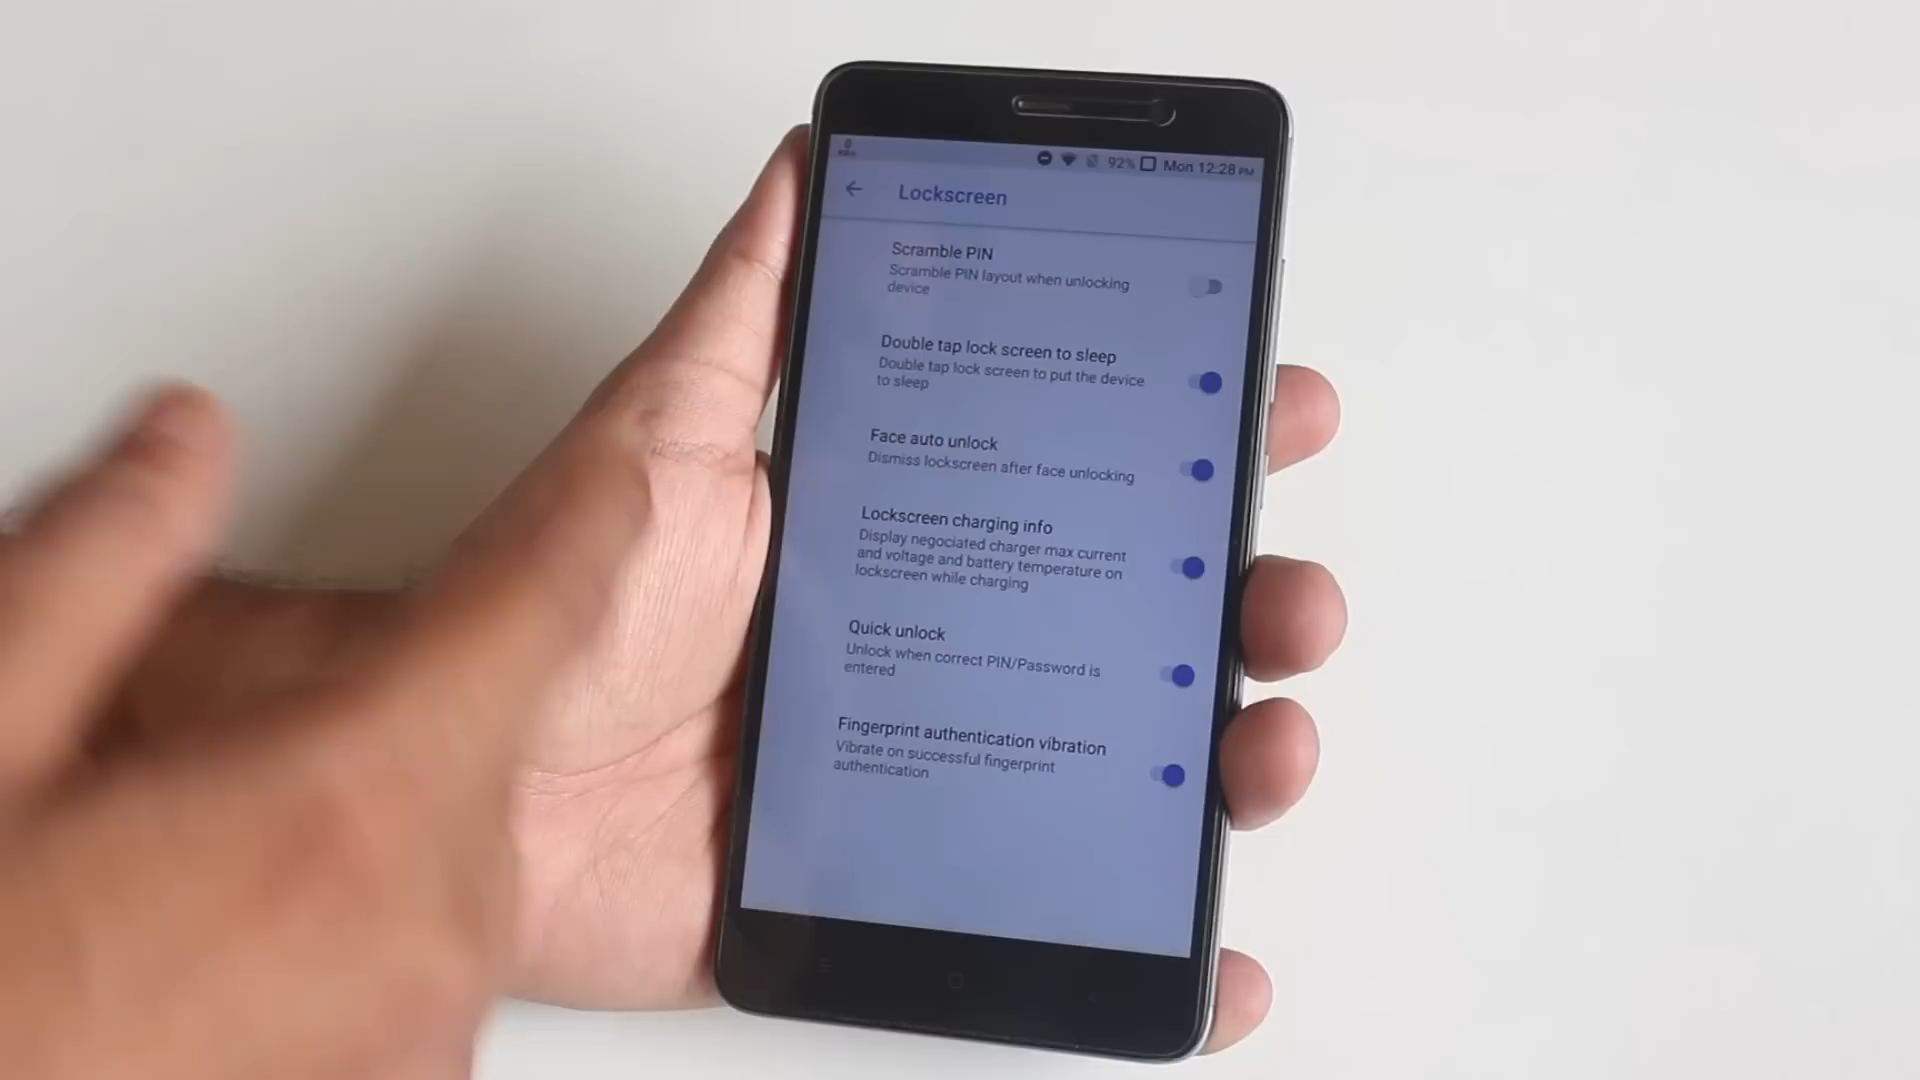 92% Mon 12:28 PM
Lockscreen
Scramble PIN
Scramble PIN layout when unlocking
device
Double tap lock screen to sleep
Double tap lock screen to put the device
to sleep
Face auto unlock
Dismiss lockscreen after face unlocking
Lockscreen charging info
Display negociated charger max current
and voltage and battery temperature on
lockscreen while charging
Quick unlock
Unlock when correct PIN/Password is
entered
Fingerprint authentication vibration
Vibrate on successful fingerprint
authentication